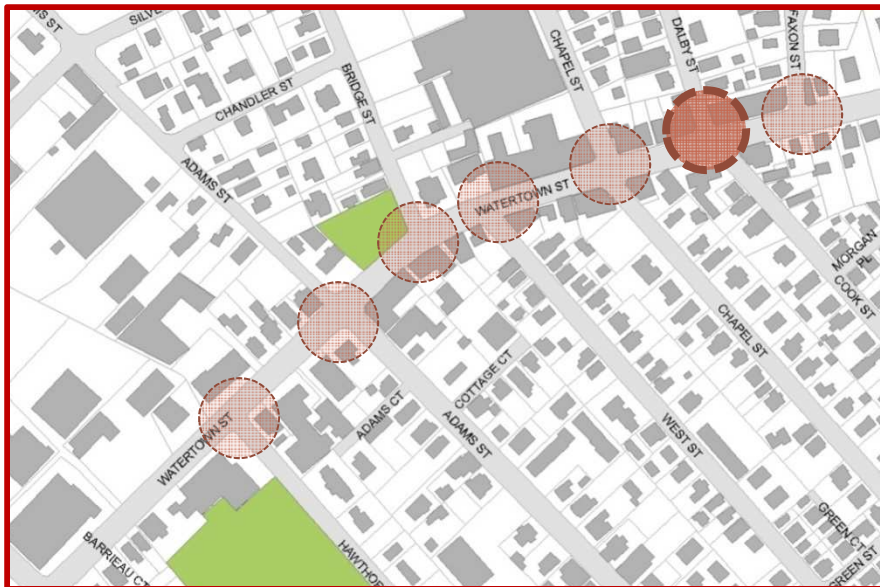 IS ST
SILVE
CHANDLER ST
BRIDGE ST
CHAPEL ST
DALBY ST
FAXON ST
ADAMS ST
WATERTOWN ST
MORGAN
PL
COOK ST
CHAPEL ST
COTTAGE CT
ADAMS CT
ADAMS ST
WEST ST
WATERTOWN ST
GREEN CT
GREEN ST
BARRIEAU CT
HAWTHO